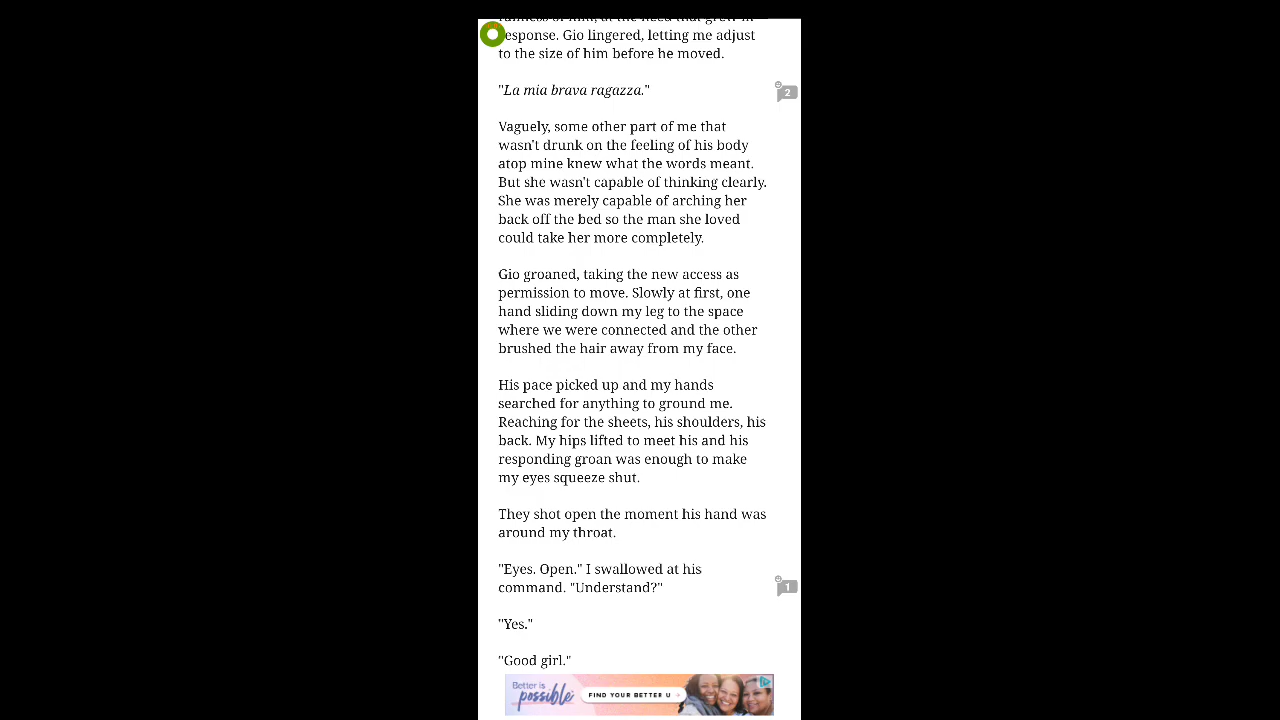 esponse. Gio lingered, letting me adjust
to the size of him before he moved.
"La mia brava ragazza."
2
Vaguely, some other part of me that
wasn't drunk on the feeling of his body
atop mine knew what the words meant.
But she wasn't capable of thinking clearly.
She was merely capable of arching her
back off the bed so the man she loved
could take her more completely.
Gio groaned, taking the new access as
permission to move. Slowly at first, one
hand sliding down my leg to the space
where we were connected and the other
brushed the hair away from my face.
His pace picked up and my hands
searched for anything to ground me.
Reaching for the sheets, his shoulders, his
back. My hips lifted to meet his and his
responding groan was enough to make
my eyes squeeze shut.
They shot open the moment his hand was
around my throat.
"Eyes. Open." I swallowed at his
command. "Understand?"
1
"Yes."
"Good girl."
Better is
possible
FIND YOUR BETTER U